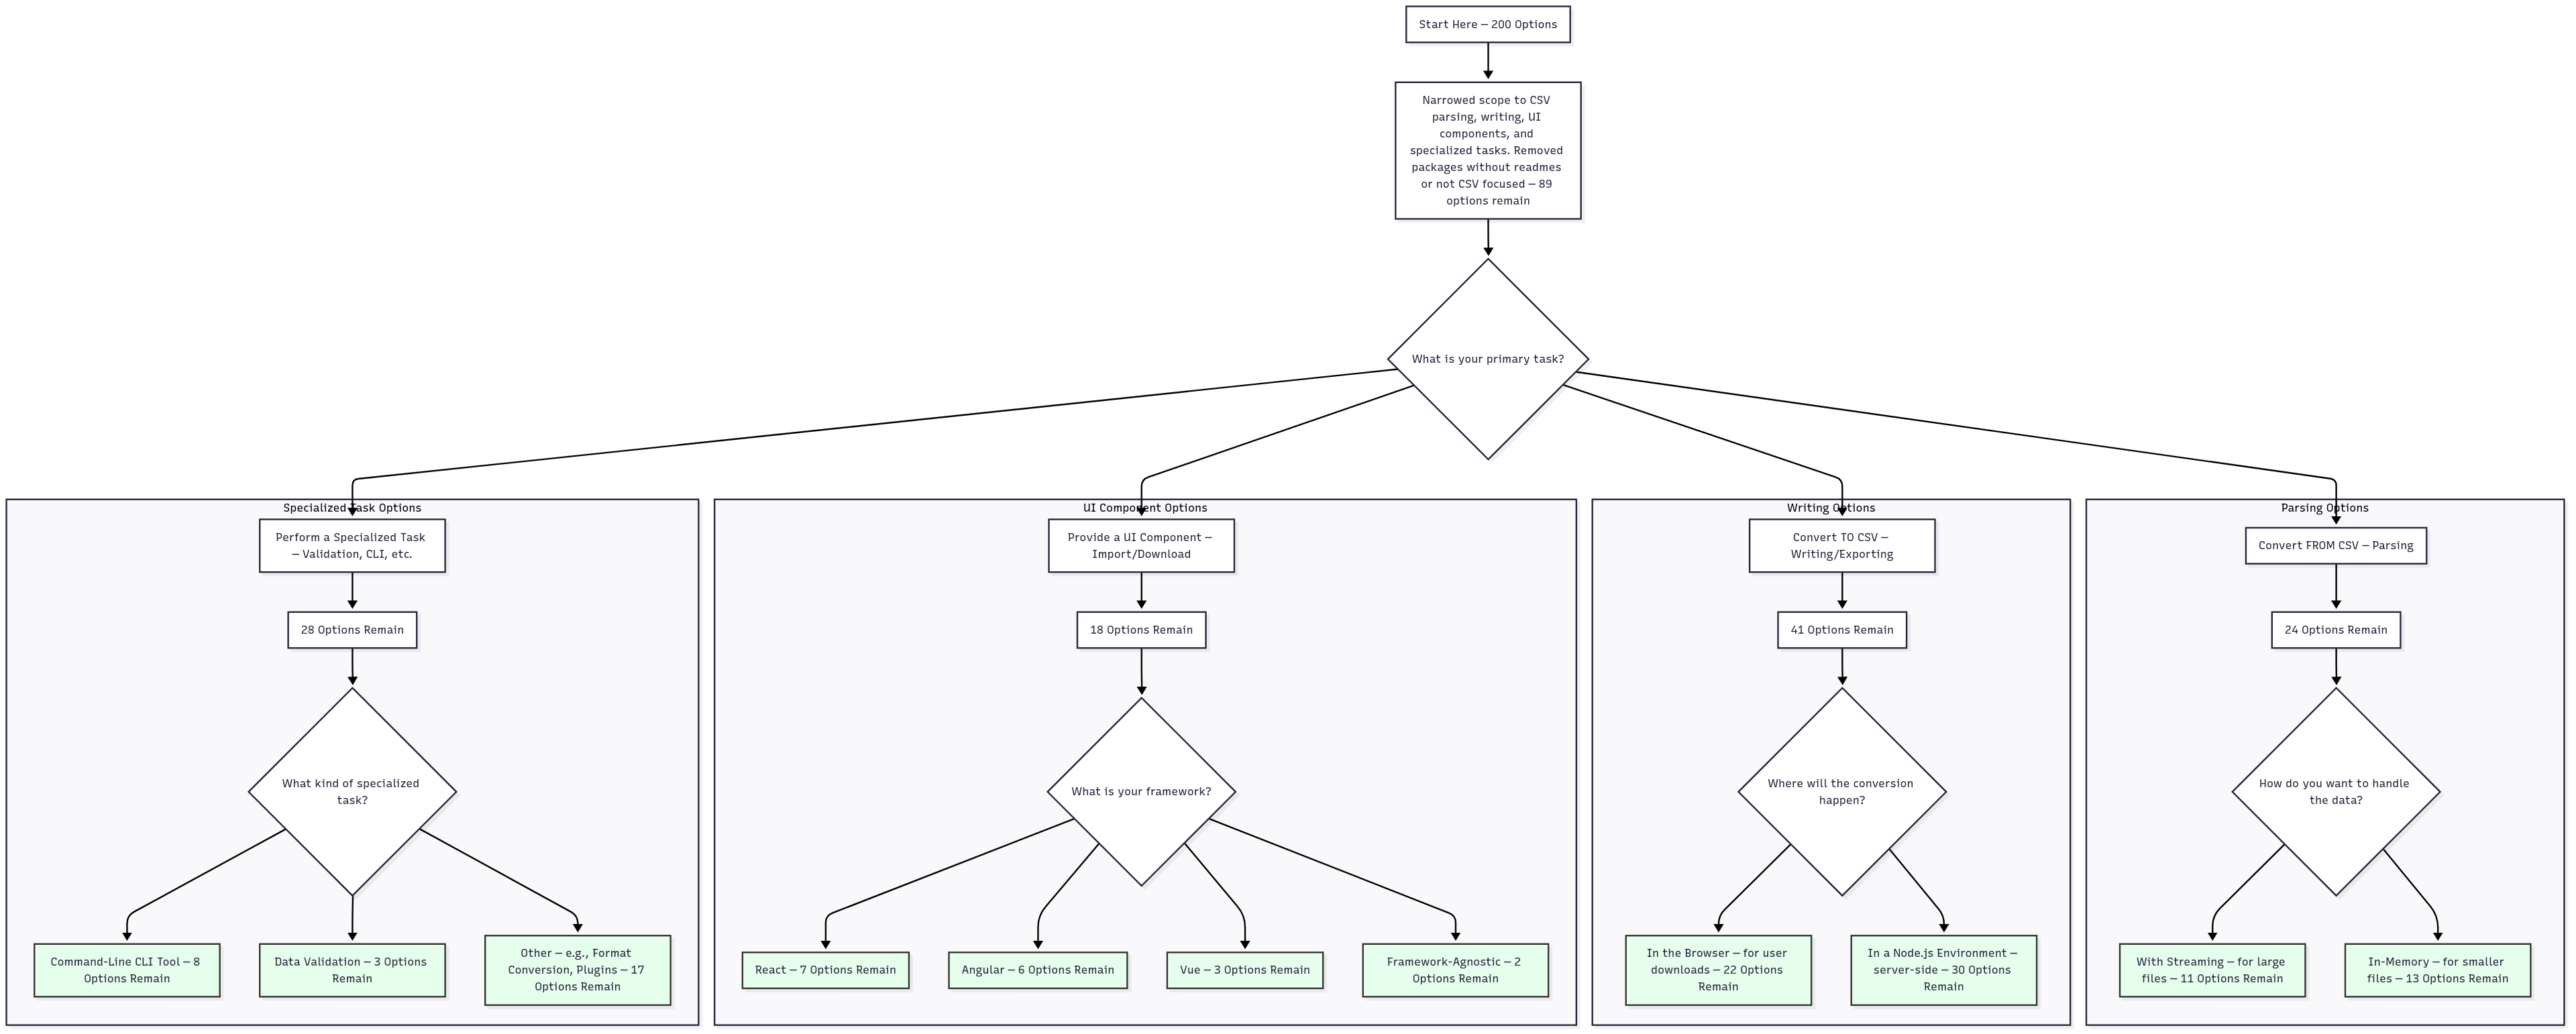 Start Here – 200 Options
Narrowed scope to CSV
parsing, writing, UI
components, and
specialized tasks. Removed
packages without readmes
or not CSV focused – 89
options remain
What is your primary task?
Specialized Task Options
Perform a Specialized Task
– Validation, CLI, etc.
28 Options Remain
What kind of specialized
task?
Command-Line CLI Tool – 8
Options Remain
Data Validation – 3 Options
Remain
Other – e.g., Format
Conversion, Plugins – 17
Options Remain
UI Component Options
Provide a UI Component –
Import/Download
18 Options Remain
What is your framework?
React – 7 Options Remain
Angular – 6 Options Remain
Vue – 3 Options Remain
Framework-Agnostic – 2
Options Remain
Writing Options
Convert TO CSV –
Writing/Exporting
41 Options Remain
Where will the conversion
happen?
In the Browser – for user
downloads – 22 Options
Remain
In a Node.js Environment –
server-side – 30 Options
Remain
Parsing Options
Convert FROM CSV – Parsing
24 Options Remain
How do you want to handle
the data?
With Streaming – for large
files – 11 Options Remain
In-Memory – for smaller
files – 13 Options Remain